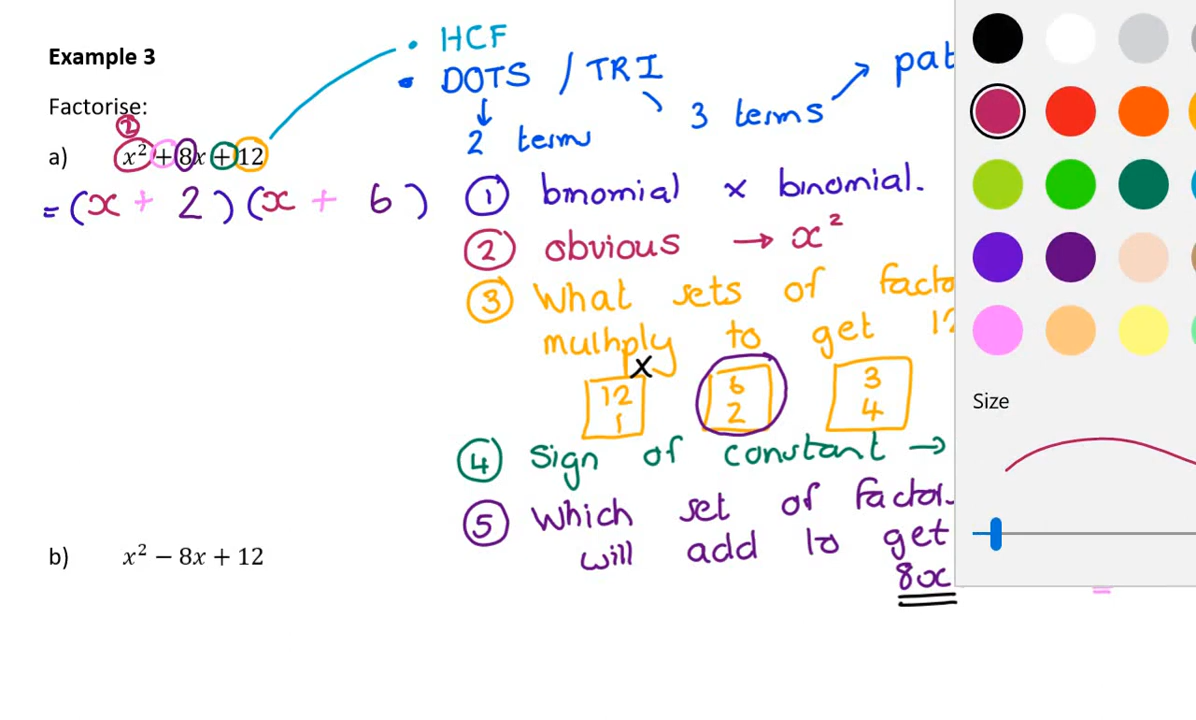 Example 3
Factorise:
②
a) x² + 8x + 12
= (x + 2)(x + 6)
• HCF
• DOTS / TRI
↓
2 terms
3 terms
pat
① binomial x binomial.
② obvious → x²
③ What sets of facto
multiply to get 12
X
12
1
6
2
3
4
④ Sign of constant →
⑤ Which set of factor.
will add to get
8x
b) x² − 8x + 12
Size